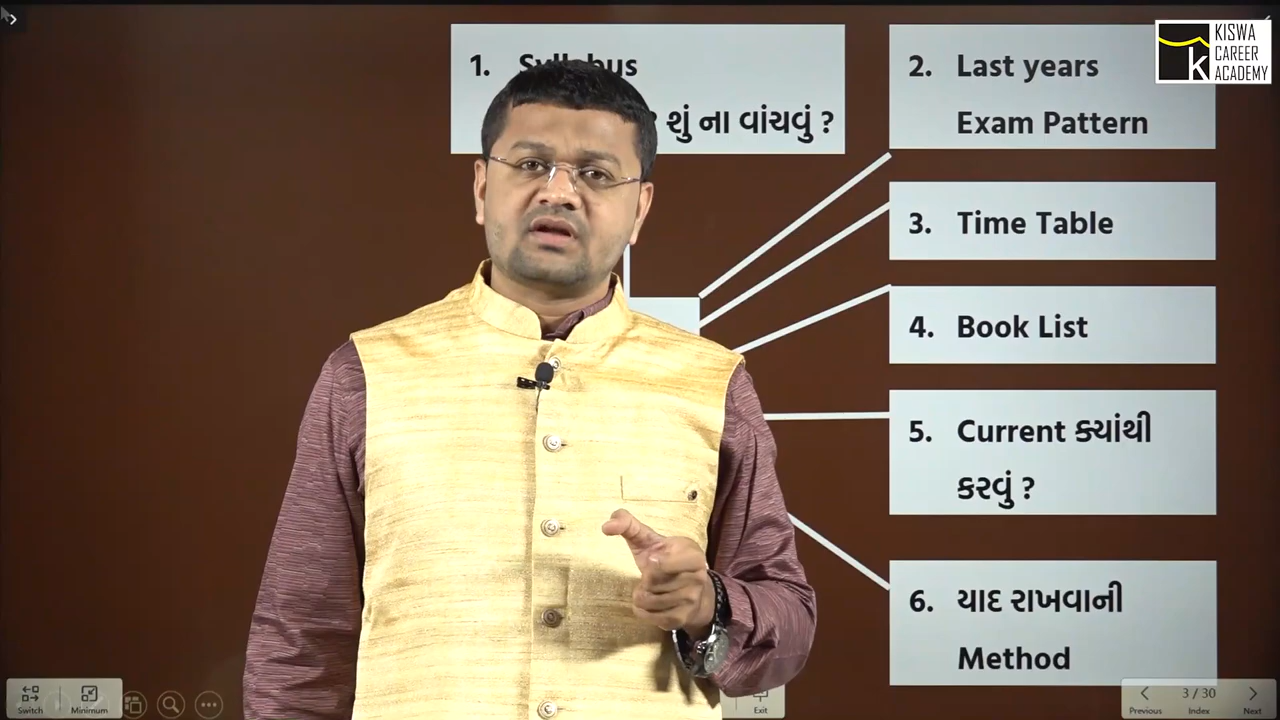 1. Syllabus
શું ના વાંચવું ?
2. Last years
Exam Pattern
3. Time Table
4. Book List
5. Current ક્યાંથી
કરવું ?
6. યાદ રાખવાની
Method
KISWA
CAREER
ACADEMY
k
Switch
Minimum
Exit
3 / 30
Previous
Index
Next